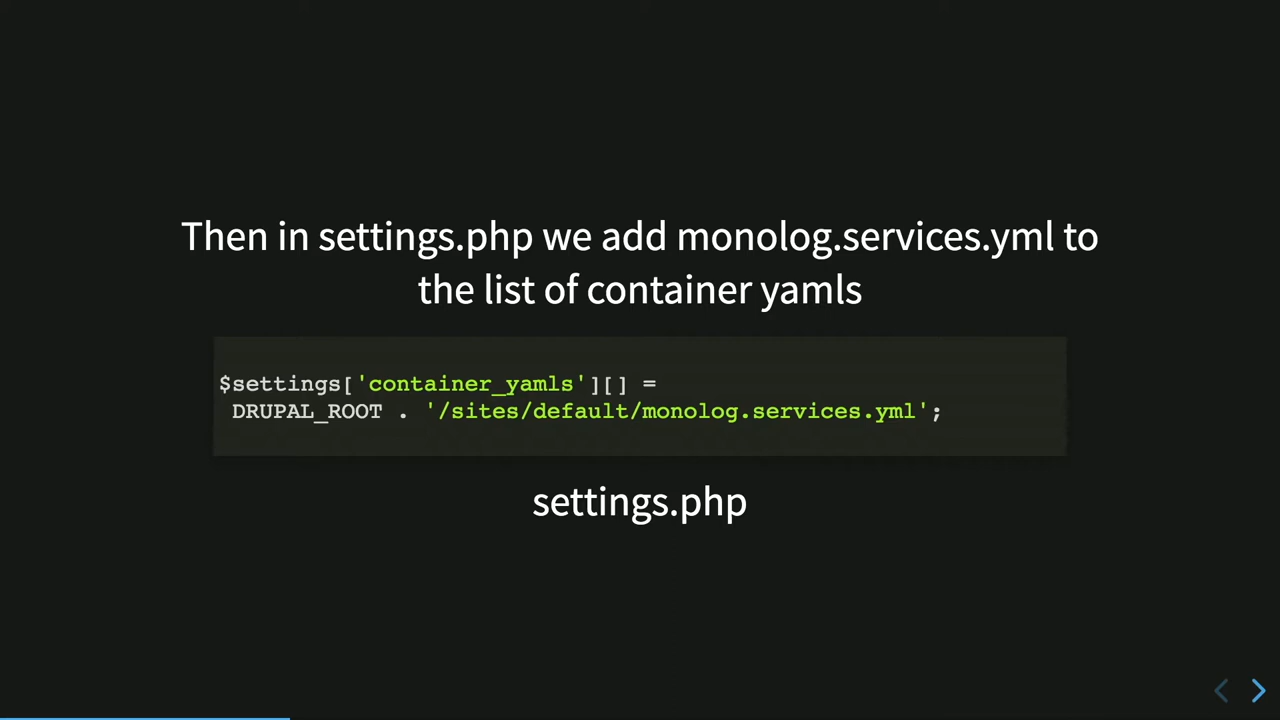 Then in settings.php we add monolog.services.yml to
the list of container yamls
$settings['container_yamls'][] =
DRUPAL_ROOT . '/sites/default/monolog.services.yml';
settings.php